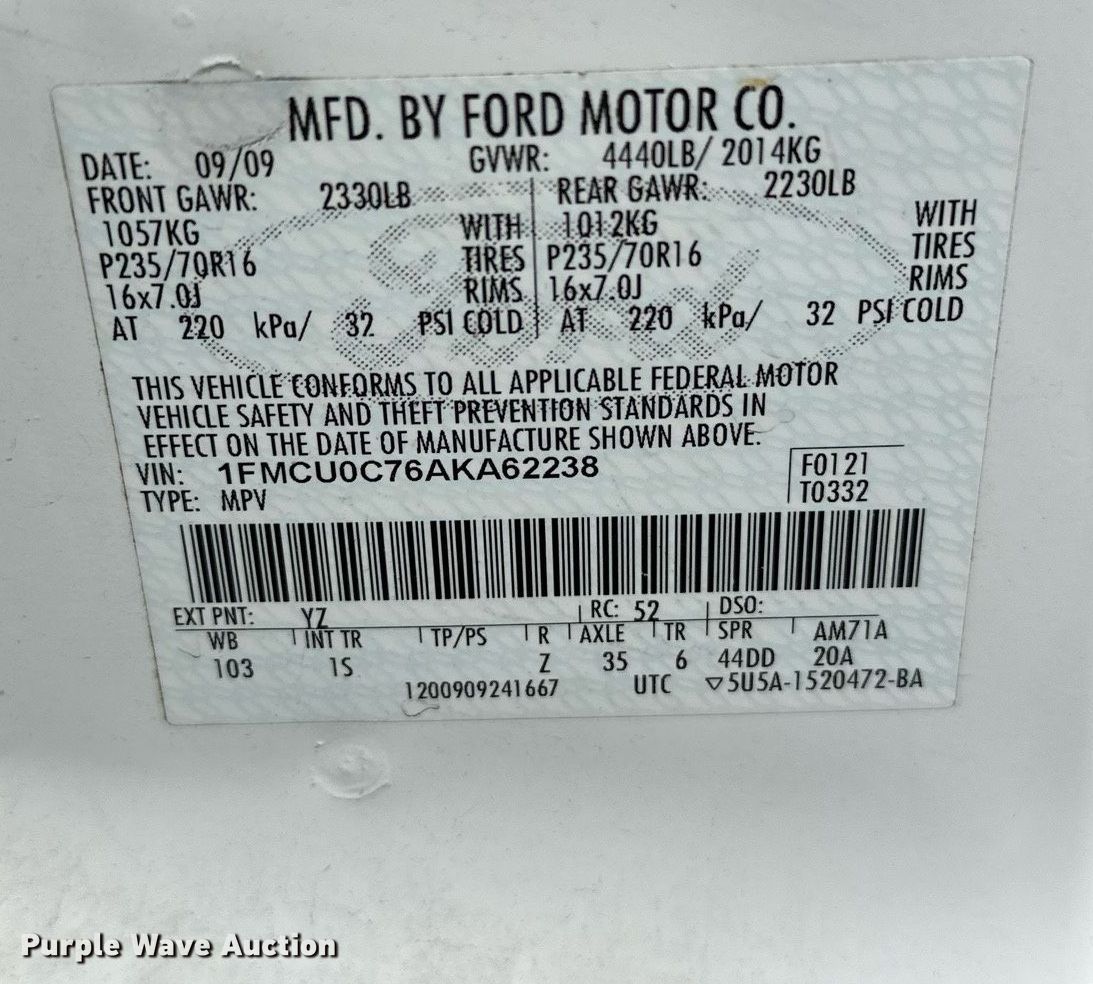 MFD. BY FORD MOTOR CO.
DATE: 09/09 GVWR: 4440LB/ 2014KG
FRONT GAWR: 2330LB REAR GAWR: 2230LB
1057KG WITH 1012KG WITH
P235/70R16 TIRES P235/70R16 TIRES
16x7.0J RIMS 16x7.0J RIMS
AT 220 kPa/ 32 PSI COLD AT 220 kPa/ 32 PSI COLD
THIS VEHICLE CONFORMS TO ALL APPLICABLE FEDERAL MOTOR
VEHICLE SAFETY AND THEFT PREVENTION STANDARDS IN
EFFECT ON THE DATE OF MANUFACTURE SHOWN ABOVE.
VIN: 1FMCU0C76AKA62238 F0121
TYPE: MPV T0332
EXT PNT: YZ RC: 52 DSO:
WB INT TR TP/PS R AXLE TR SPR AM71A
103 1S Z 35 6 44DD 20A
1200909241667 UTC ▽5U5A-1520472-BA
Purple Wave Auction